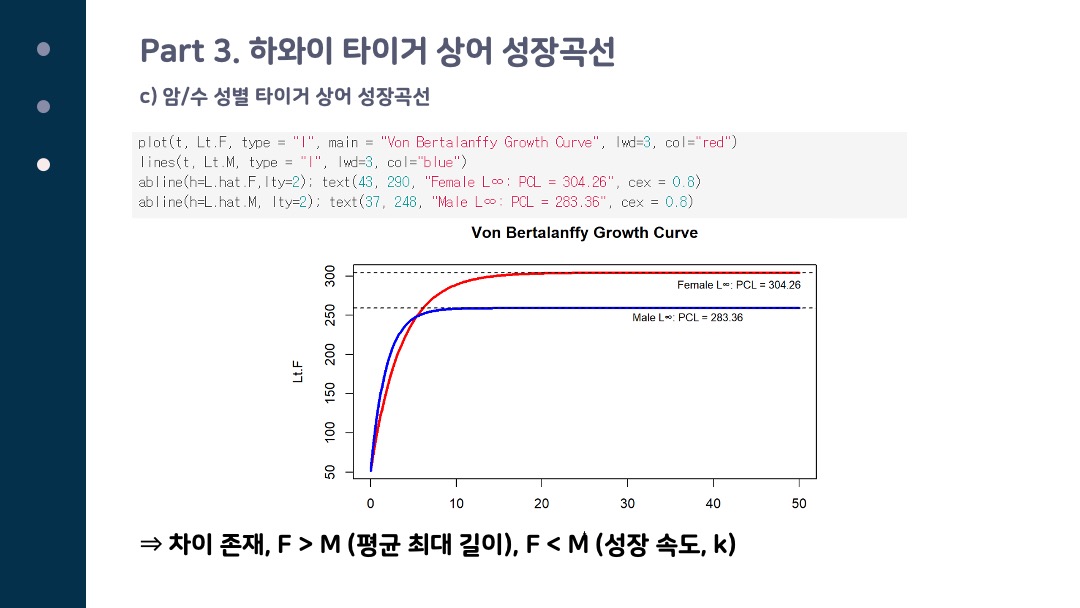 Part 3. 하와이 타이거 상어 성장곡선
c) 암/수 성별 타이거 상어 성장곡선
plot(t, Lt.F, type = "l", main = "Von Bertalanffy Growth Curve", lwd=3, col="red")
lines(t, Lt.M, type = "l", lwd=3, col="blue")
abline(h=L.hat.F,lty=2); text(43, 290, "Female L∞: PCL = 304.26", cex = 0.8)
abline(h=L.hat.M, lty=2); text(37, 248, "Male L∞: PCL = 283.36", cex = 0.8)
Von Bertalanffy Growth Curve
300
250
200
150
100
50
Lt.F
Female L∞: PCL = 304.26
Male L∞: PCL = 283.36
0 10 20 30 40 50
⇒ 차이 존재, F > M (평균 최대 길이), F < M (성장 속도, k)